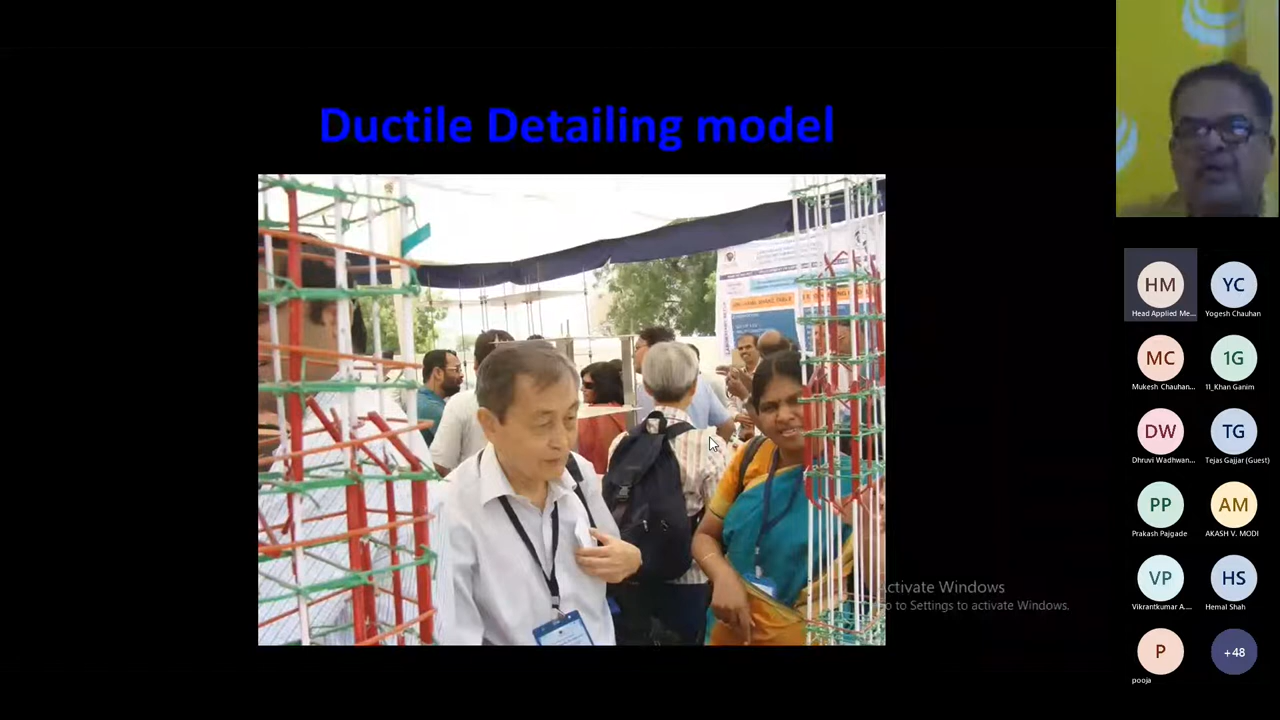 Ductile Detailing model
Activate Windows
Go to Settings to activate Windows.
HM
Head Applied Me...
YC
Yogesh Chauhan
MC
Mukesh Chauhan...
1G
11_Khan Ganim
DW
Dhruvi Wadhwan...
TG
Tejas Gajjar (Guest)
PP
Prakash Pajgade
AM
AKASH V. MODI
VP
Vikrantkumar A....
HS
Hemal Shah
P
pooja
+48